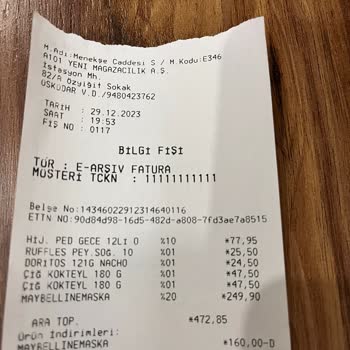 M.Adı:Menekşe Caddesi S / M.Kodu:E346
A101 YENİ MAGAZACILIK A.Ş.
İstasyon Mh.
82/A Özyiğit Sokak
ÜSKÜDAR V.D./9480423762
TARİH : 29.12.2023
SAAT : 19:53
FİŞ NO : 0117
BİLGİ FİŞİ
TÜR : E-ARŞİV FATURA
MÜŞTERİ TCKN : 11111111111
Belge No:14346022912314640116
ETTN NO:90d84d98-16d5-482d-a808-7fd3ae7a8515
HİJ. PED GECE 12Lİ 0 %10 *77,95
RUFFLES PEY.SOĞ. 10 %01 *25,50
DORITOS 121G NACHO %01 *24,50
ÇİĞ KOKTEYL 180 G %01 *47,50
ÇİĞ KOKTEYL 180 G %01 *47,50
MAYBELLINEMASKA %20 *249,90
ARA TOP. *472,85
Ürün İndirimleri:
MAYBELLINEMASKA *160,00-D